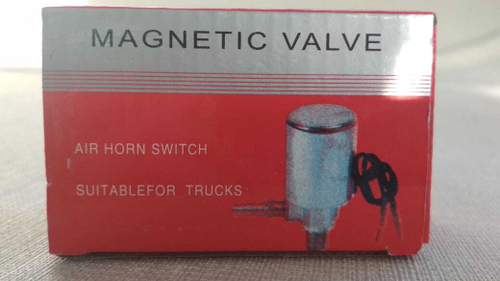 MAGNETIC VALVE
AIR HORN SWITCH
SUITABLEFOR TRUCKS